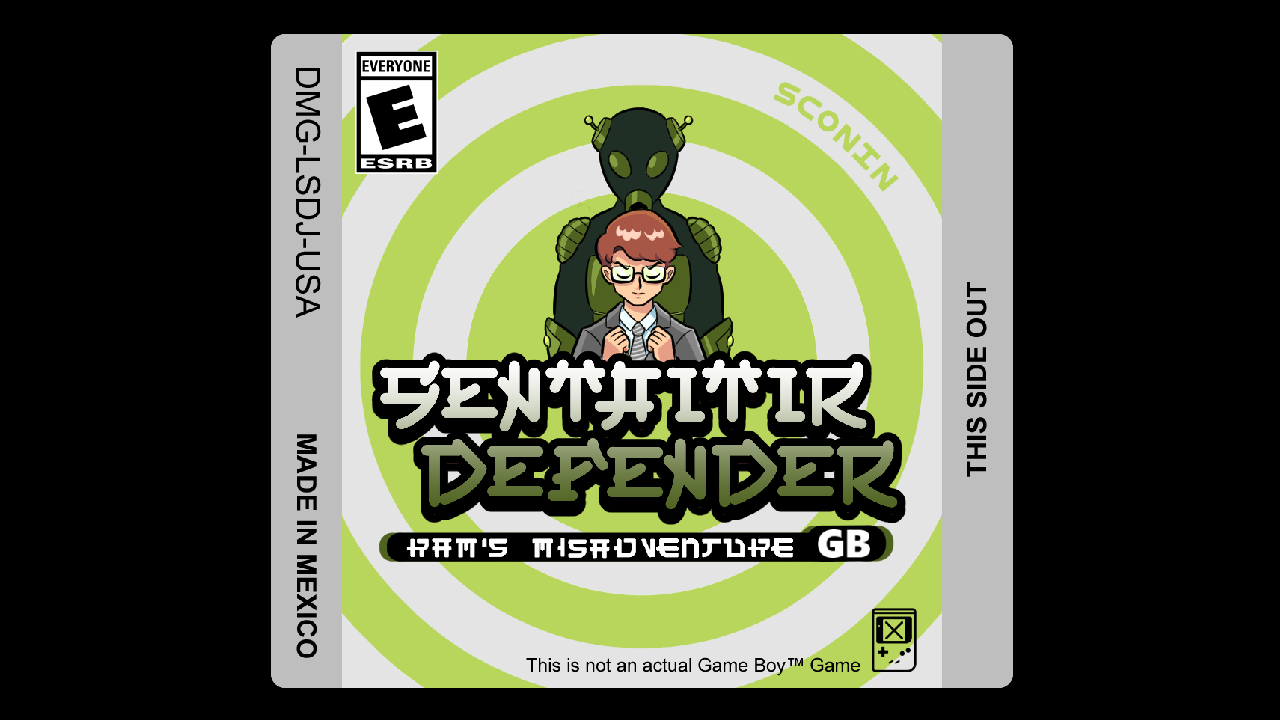 DMG-LSDJ-USA
MADE IN MEXICO
EVERYONE
E
ESRB
SCONIN
SENTAITIR
DEFENDER
RAM'S MISADVENTURE GB
This is not an actual Game Boy™ Game
THIS SIDE OUT